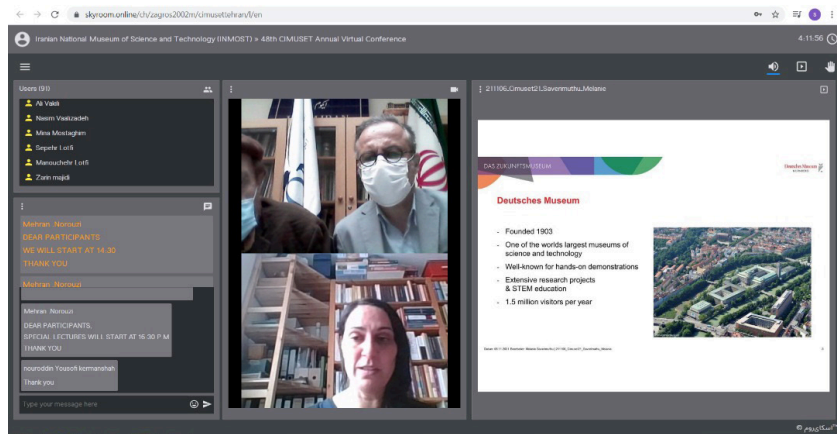 skyroom.online/ch/zagros2002m/cimusettehran/l/en
Iranian National Museum of Science and Technology (INMOST) » 48th CIMUSET Annual Virtual Conference
4:11:56
Users (91)
Ali Vakili
Nasim Vaalizadeh
Mina Mostaghim
Sepehr Lotfi
Manouchehr Lotfi
Zarin majidi
Mehran .Norouzi
DEAR PARTICIPANTS
WE WILL START AT 14:30
THANK YOU
Mehran .Norouzi
Mehran .Norouzi
DEAR PARTICIPANTS,
SPECIAL LECTURES WILL START AT 16:30 P.M
THANK YOU
nouroddin Yousofi kermanshah
Thank you
Type your message here
211106_Cimuset21_Saverimuthu_Melanie
DAS ZUKUNFTSMUSEUM
Deutsches Museum
Deutsches Museum
- Founded 1903
- One of the worlds largest museums of
science and technology
- Well-known for hands-on demonstrations
- Extensive research projects
& STEM education
- 1.5 million visitors per year
اسکای‌روم ©